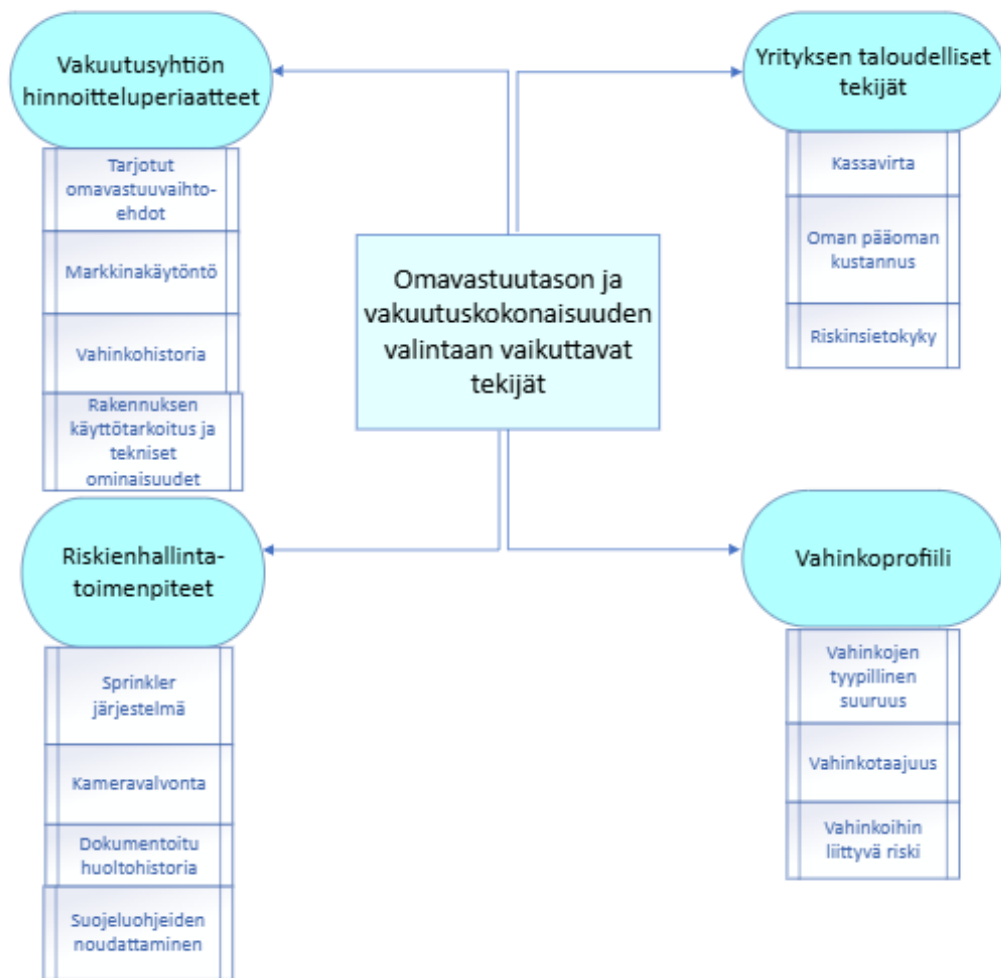 Vakuutusyhtiön
hinnoitteluperiaatteet
Tarjotut
omavastuuvaihto-
ehdot
Markkinakäytöntö
Vahinkohistoria
Rakennuksen
käyttötarkoitus ja
tekniset
ominaisuudet
Yrityksen taloudelliset
tekijät
Kassavirta
Oman pääoman
kustannus
Riskinsietokyky
Omavastuutason ja
vakuutuskokonaisuuden
valintaan vaikuttavat
tekijät
Riskienhallinta-
toimenpiteet
Sprinkler
järjestelmä
Kameravalvonta
Dokumentoitu
huoltohistoria
Suojeluohjeiden
noudattaminen
Vahinkoprofiili
Vahinkojen
tyypillinen
suuruus
Vahinkotaajuus
Vahinkoihin
liittyvä riski